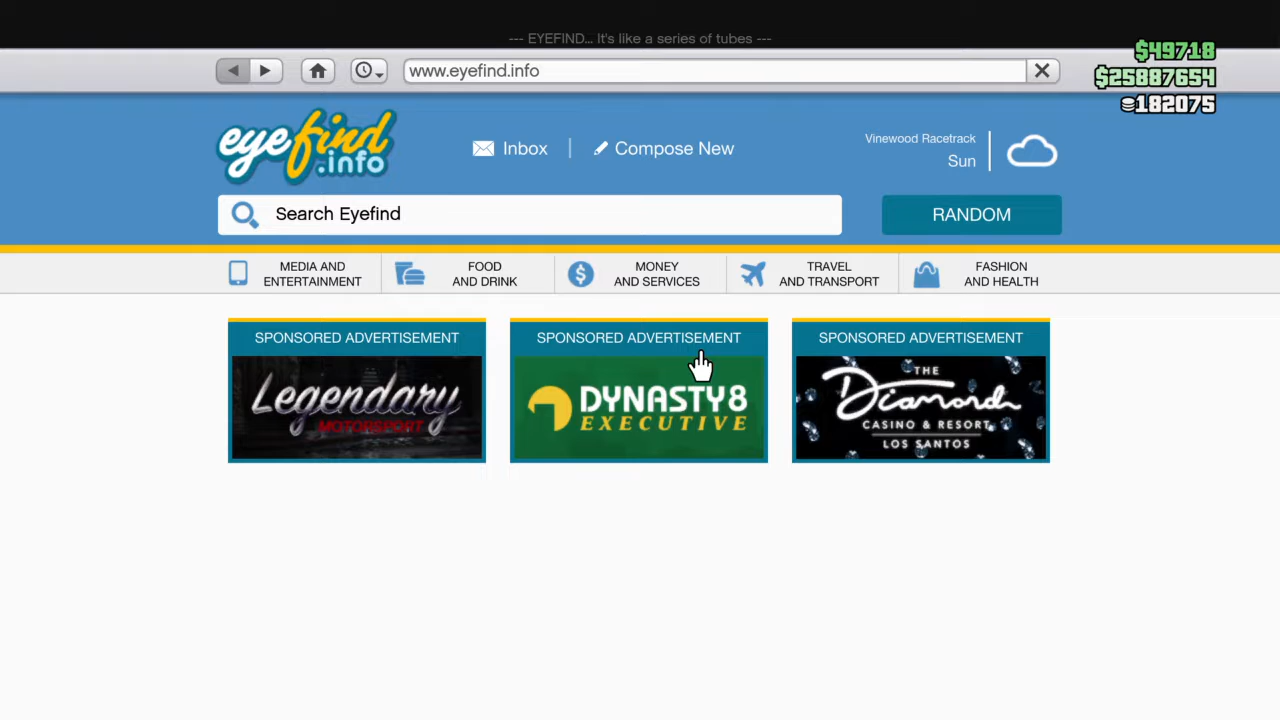 --- EYEFIND... It's like a series of tubes ---
www.eyefind.info
$49718
$25887654
182075
eyefind
.info
Inbox
Compose New
Vinewood Racetrack
Sun
Search Eyefind
RANDOM
MEDIA AND
ENTERTAINMENT
FOOD
AND DRINK
MONEY
AND SERVICES
TRAVEL
AND TRANSPORT
FASHION
AND HEALTH
SPONSORED ADVERTISEMENT
Legendary
MOTORSPORT
SPONSORED ADVERTISEMENT
DYNASTY8
EXECUTIVE
SPONSORED ADVERTISEMENT
THE
Diamond
CASINO & RESORT
LOS SANTOS